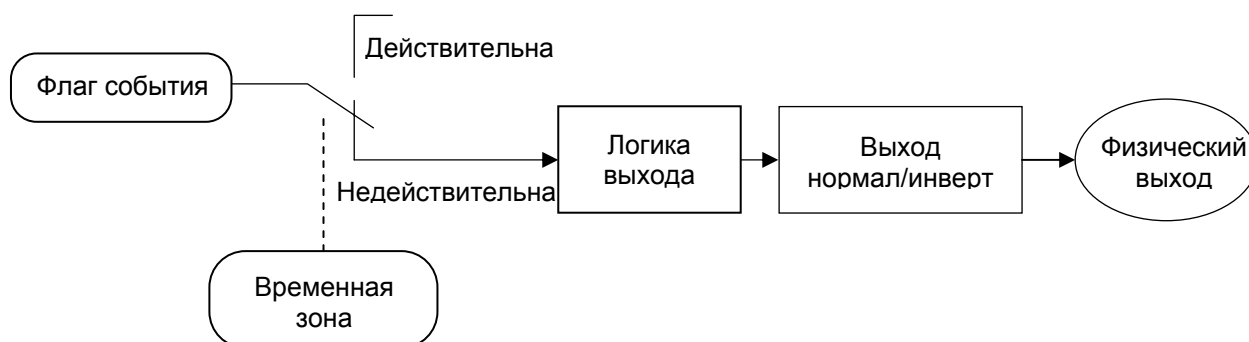 Действительна
Флаг события
Логика
выхода
Выход
нормал/инверт
Физический
выход
Недействительна
Временная
зона